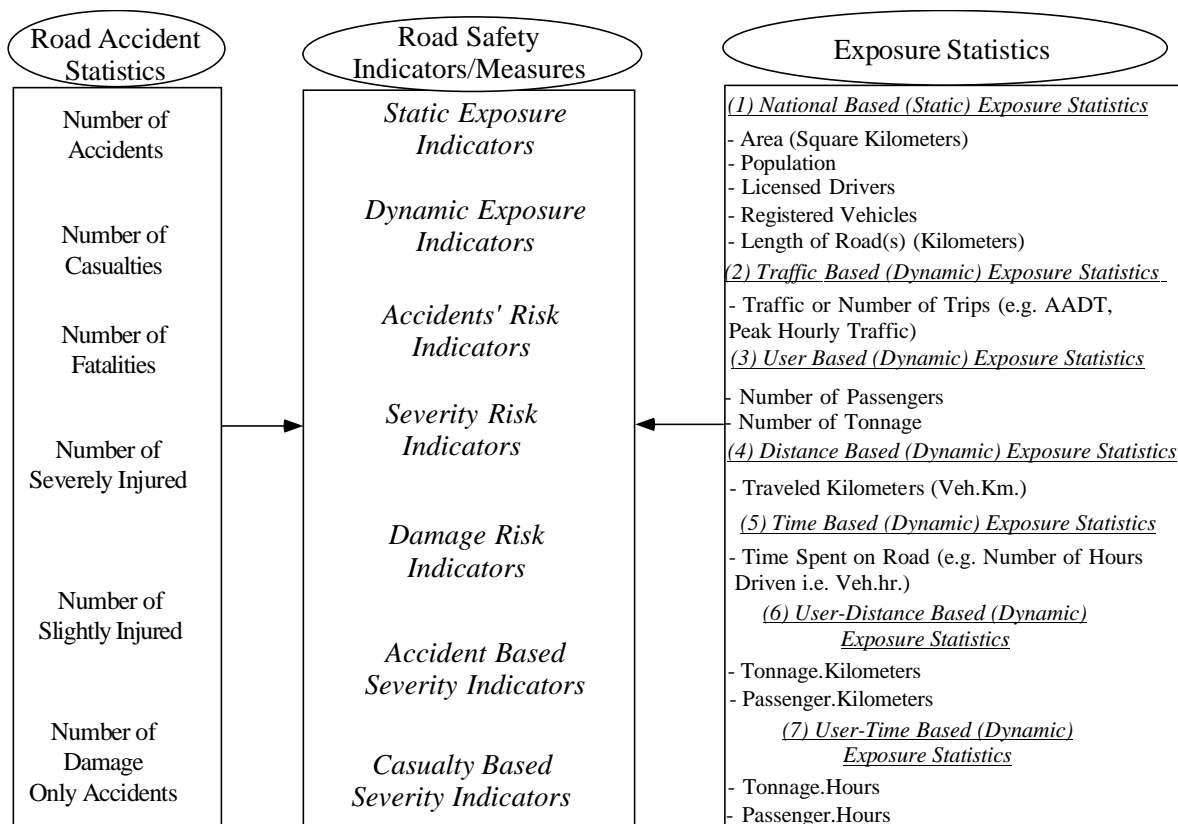 Road Accident
Statistics
Number of
Accidents
Number of
Casualties
Number of
Fatalities
Number of
Severely Injured
Number of
Slightly Injured
Number of
Damage
Only Accidents
Road Safety
Indicators/Measures
Static Exposure
Indicators
Dynamic Exposure
Indicators
Accidents' Risk
Indicators
Severity Risk
Indicators
Damage Risk
Indicators
Accident Based
Severity Indicators
Casualty Based
Severity Indicators
Exposure Statistics
(1) National Based (Static) Exposure Statistics
- Area (Square Kilometers)
- Population
- Licensed Drivers
- Registered Vehicles
- Length of Road(s) (Kilometers)
(2) Traffic Based (Dynamic) Exposure Statistics
- Traffic or Number of Trips (e.g. AADT,
Peak Hourly Traffic)
(3) User Based (Dynamic) Exposure Statistics
- Number of Passengers
- Number of Tonnage
(4) Distance Based (Dynamic) Exposure Statistics
- Traveled Kilometers (Veh.Km.)
(5) Time Based (Dynamic) Exposure Statistics
- Time Spent on Road (e.g. Number of Hours
Driven i.e. Veh.hr.)
(6) User-Distance Based (Dynamic)
Exposure Statistics
- Tonnage.Kilometers
- Passenger.Kilometers
(7) User-Time Based (Dynamic)
Exposure Statistics
- Tonnage.Hours
- Passenger.Hours